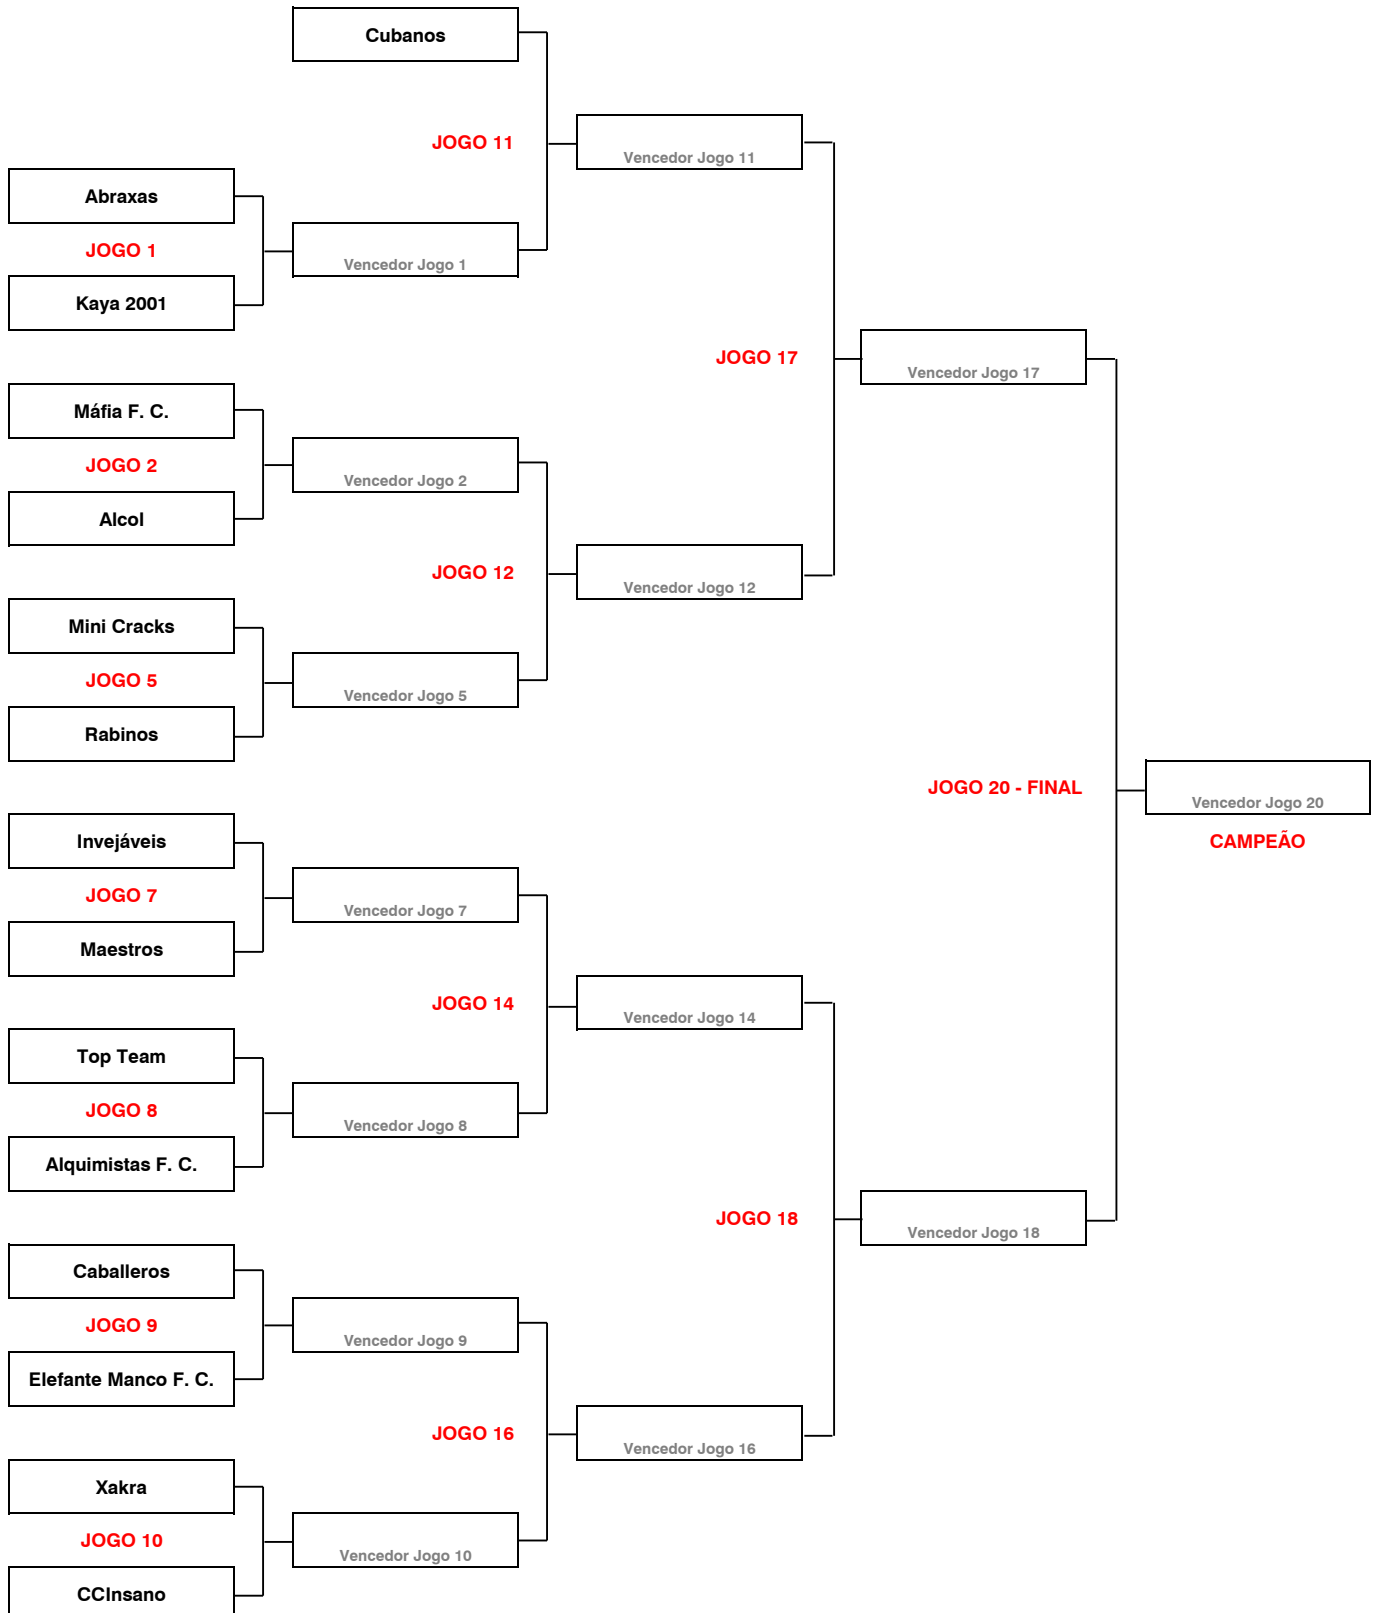 Cubanos
JOGO 11
Vencedor Jogo 11
Abraxas
JOGO 1
Vencedor Jogo 1
Kaya 2001
JOGO 17
Vencedor Jogo 17
Máfia F. C.
JOGO 2
Vencedor Jogo 2
Alcol
JOGO 12
Vencedor Jogo 12
Mini Cracks
JOGO 5
Vencedor Jogo 5
Rabinos
JOGO 20 - FINAL
Vencedor Jogo 20
CAMPEÃO
Invejáveis
JOGO 7
Vencedor Jogo 7
Maestros
JOGO 14
Vencedor Jogo 14
Top Team
JOGO 8
Vencedor Jogo 8
Alquimistas F. C.
JOGO 18
Vencedor Jogo 18
Caballeros
JOGO 9
Vencedor Jogo 9
Elefante Manco F. C.
JOGO 16
Vencedor Jogo 16
Xakra
JOGO 10
Vencedor Jogo 10
CCInsano